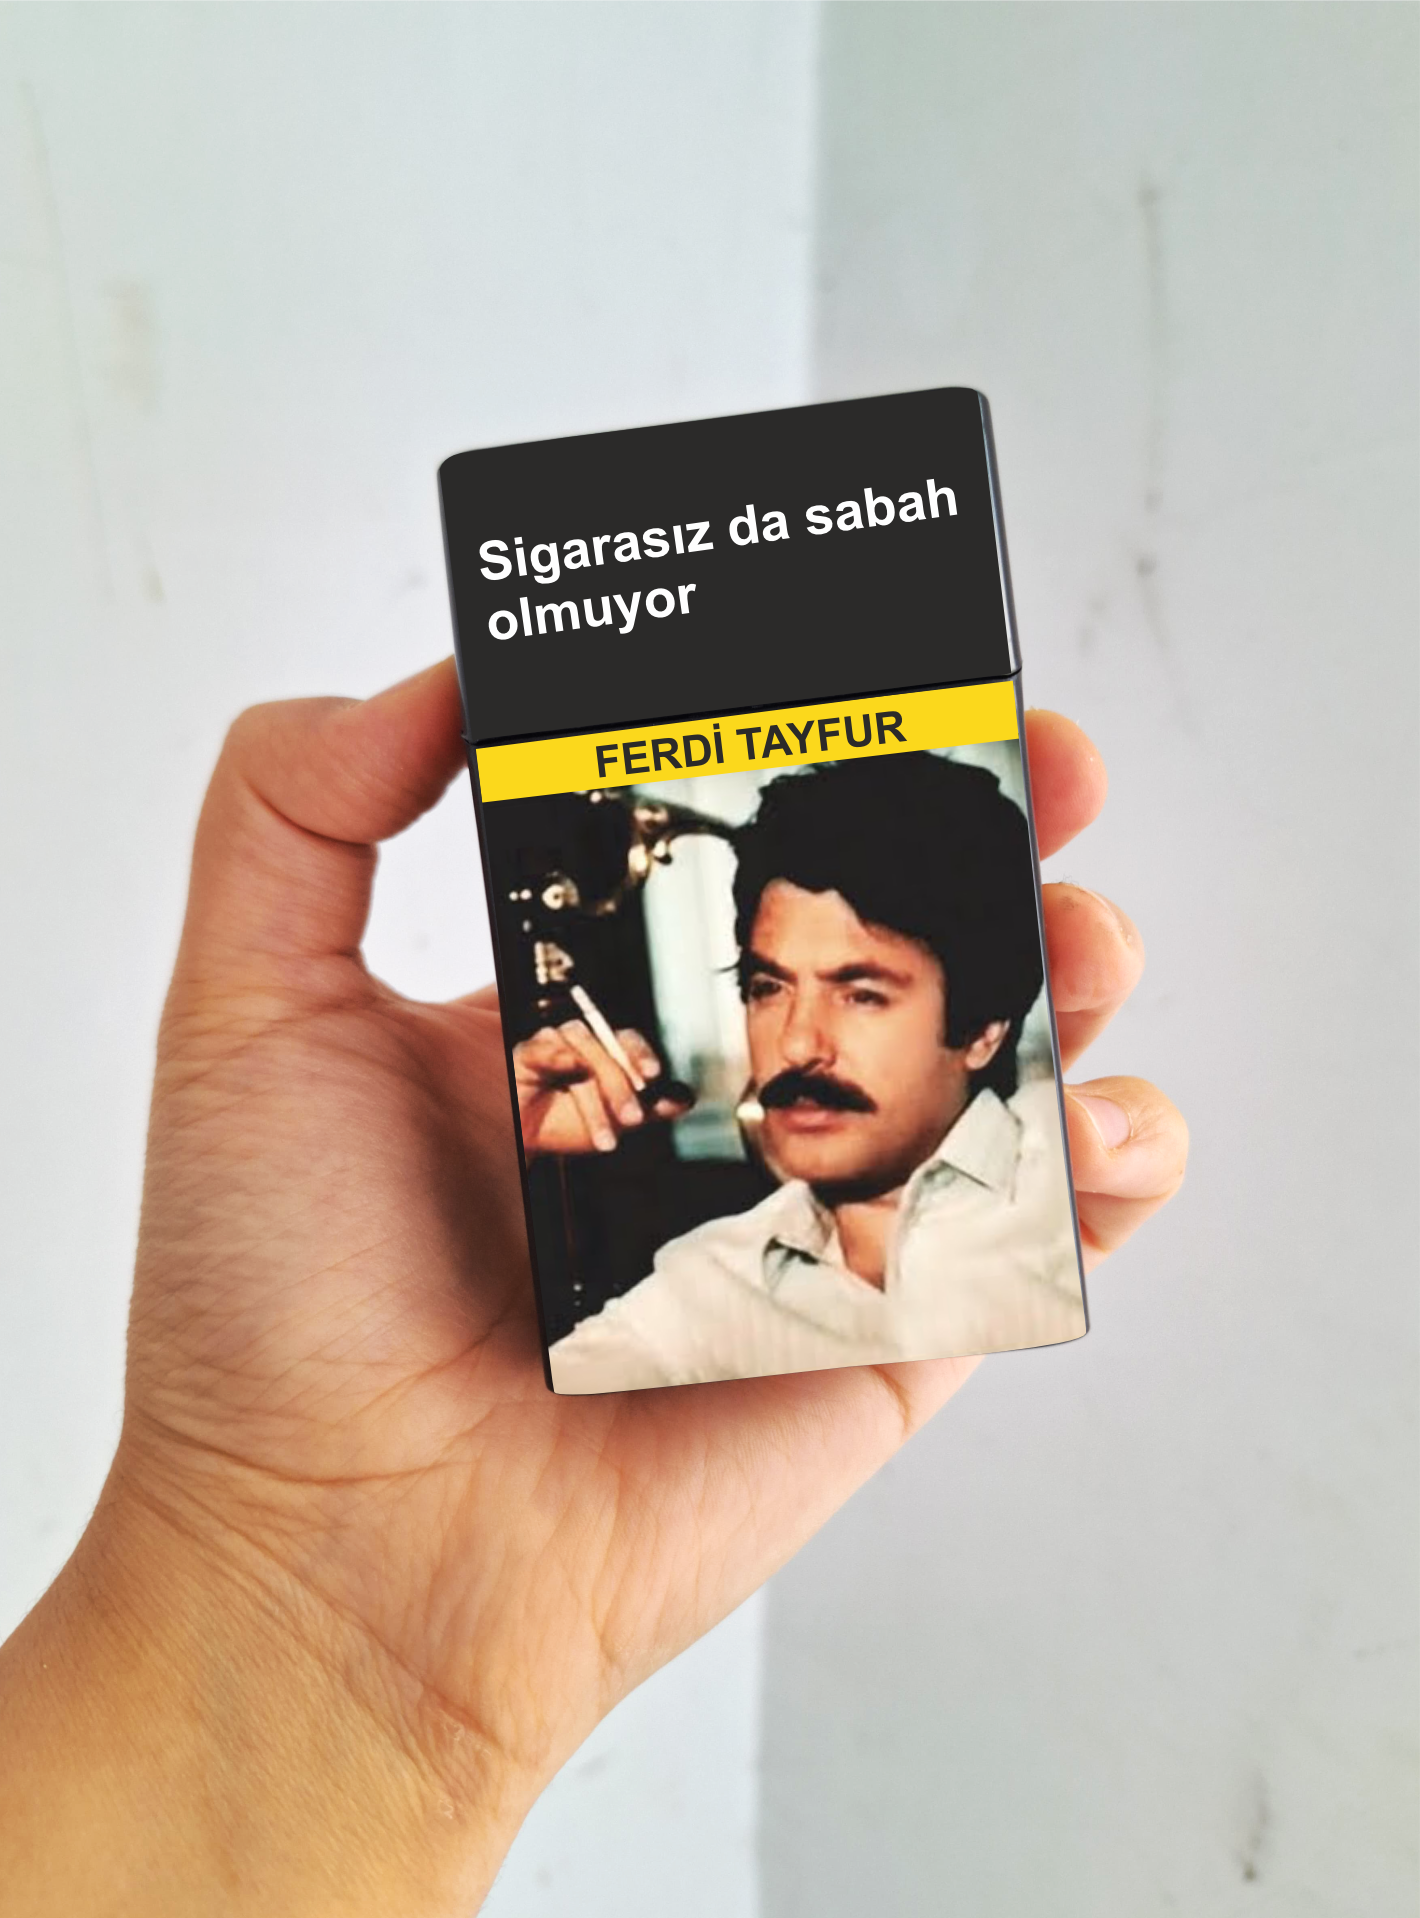 Sigarasız da sabah
olmuyor
FERDİ TAYFUR